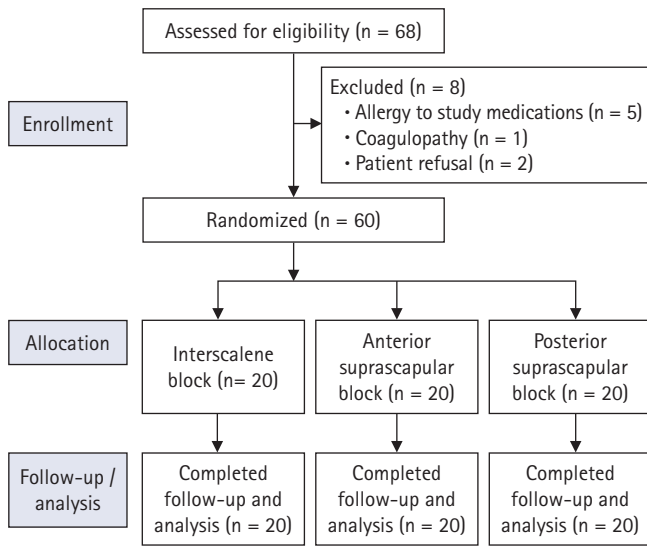 Assessed for eligibility (n = 68)
Excluded (n = 8)
• Allergy to study medications (n = 5)
• Coagulopathy (n = 1)
• Patient refusal (n = 2)
Enrollment
Randomized (n = 60)
Allocation
Interscalene
block (n= 20)
Anterior
suprascapular
block (n = 20)
Posterior
suprascapular
block (n = 20)
Follow-up /
analysis
Completed
follow-up and
analysis (n = 20)
Completed
follow-up and
analysis (n = 20)
Completed
follow-up and
analysis (n = 20)